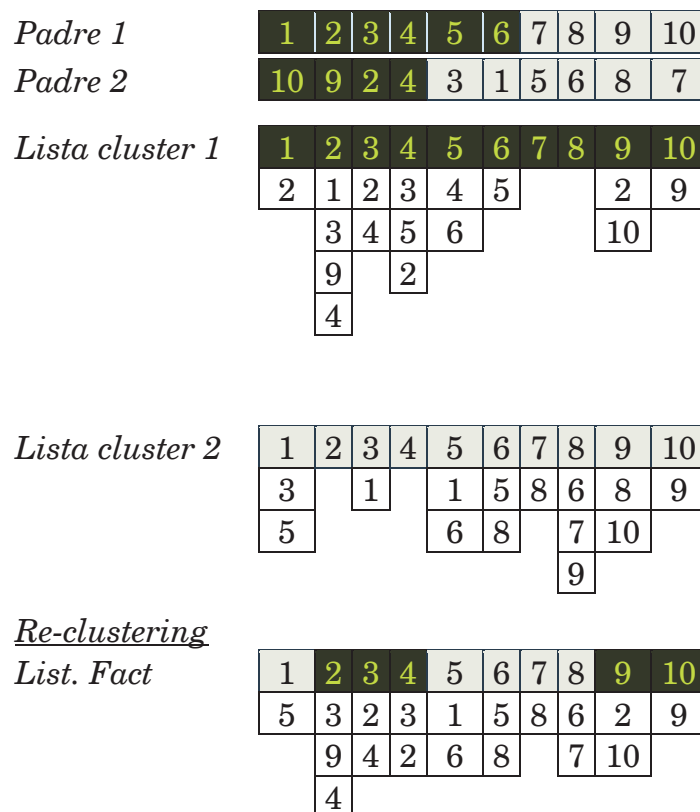 Padre 1 1 2 3 4 5 6 7 8 9 10
Padre 2 10 9 2 4 3 1 5 6 8 7
Lista cluster 1 1 2 3 4 5 6 7 8 9 10
2 1 2 3 4 5 2 9
3 4 5 6 10
9 2
4
Lista cluster 2 1 2 3 4 5 6 7 8 9 10
3 1 1 5 8 6 8 9
5 6 8 7 10
9
Re-clustering
List. Fact 1 2 3 4 5 6 7 8 9 10
5 3 2 3 1 5 8 6 2 9
9 4 2 6 8 7 10
4